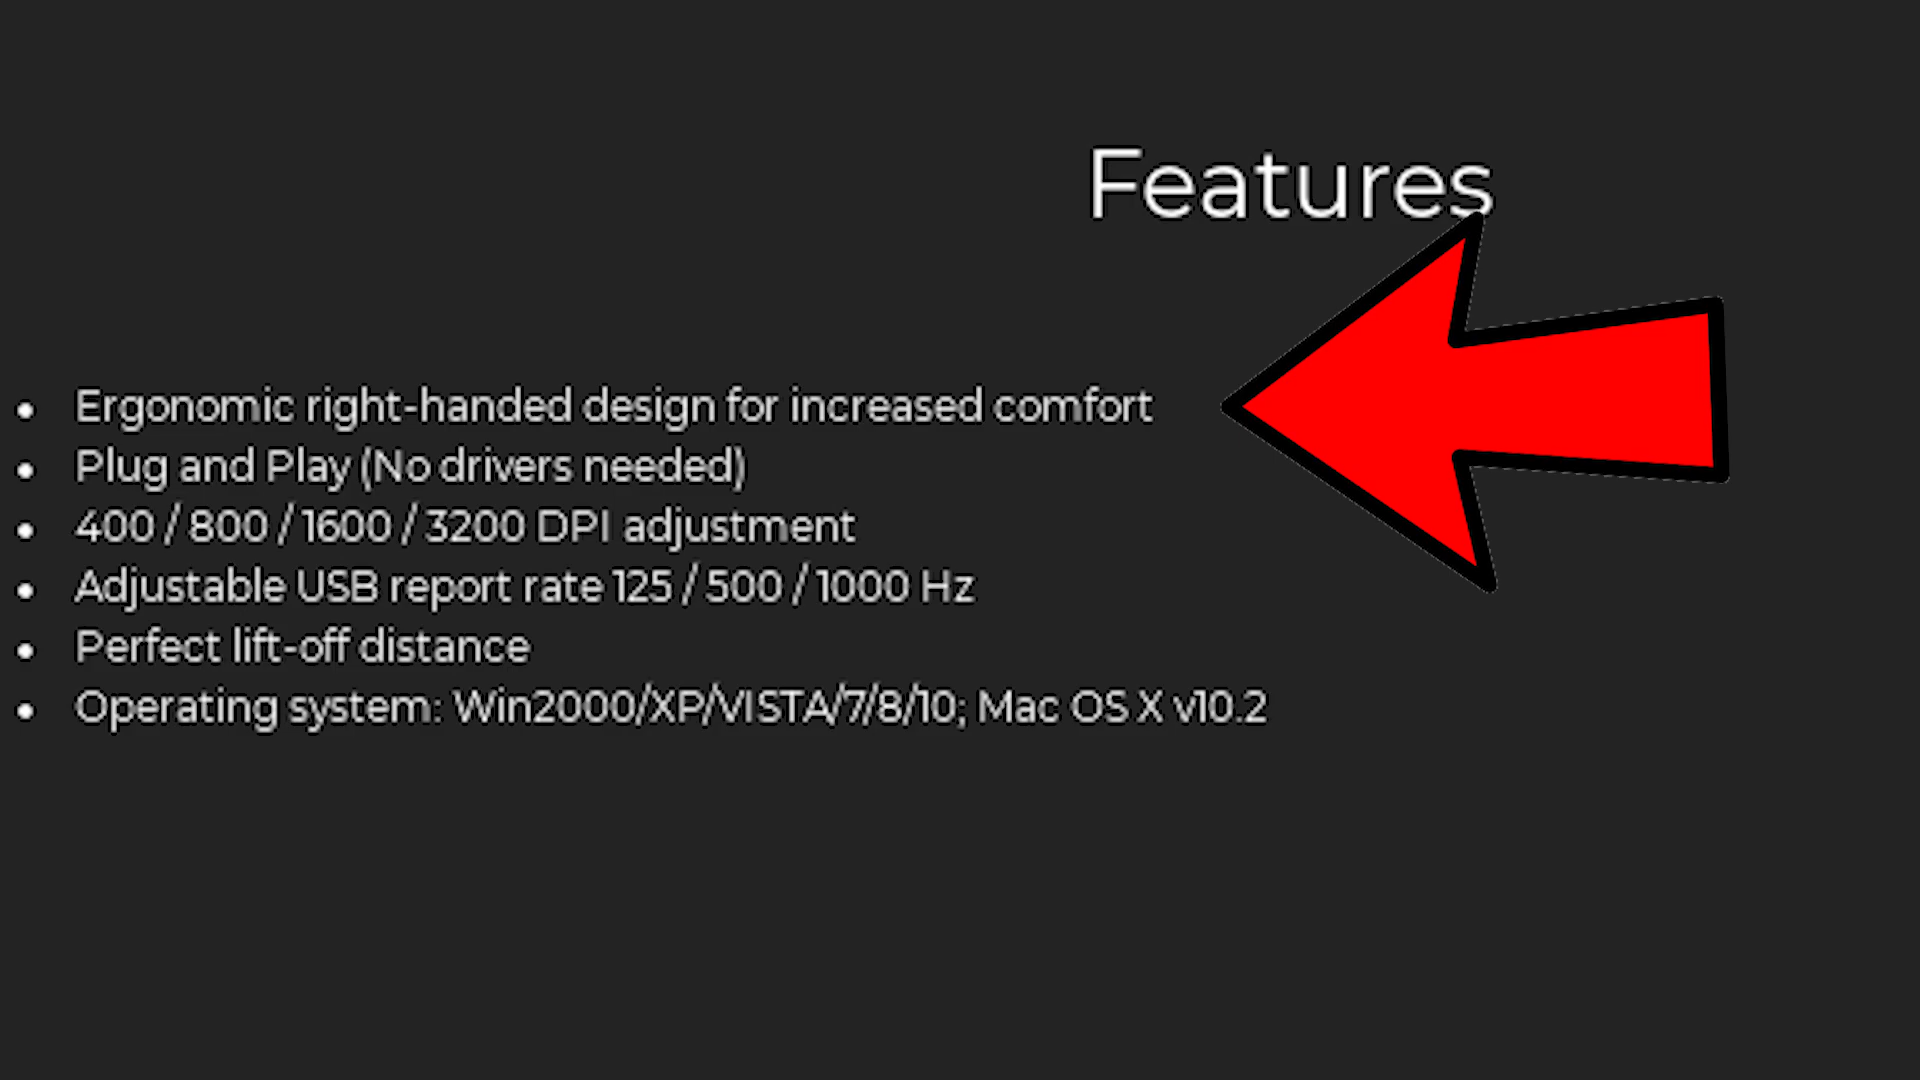 Features
• Ergonomic right-handed design for increased comfort
• Plug and Play (No drivers needed)
• 400 / 800 / 1600 / 3200 DPI adjustment
• Adjustable USB report rate 125 / 500 / 1000 Hz
• Perfect lift-off distance
• Operating system: Win2000/XP/VISTA/7/8/10; Mac OS X v10.2